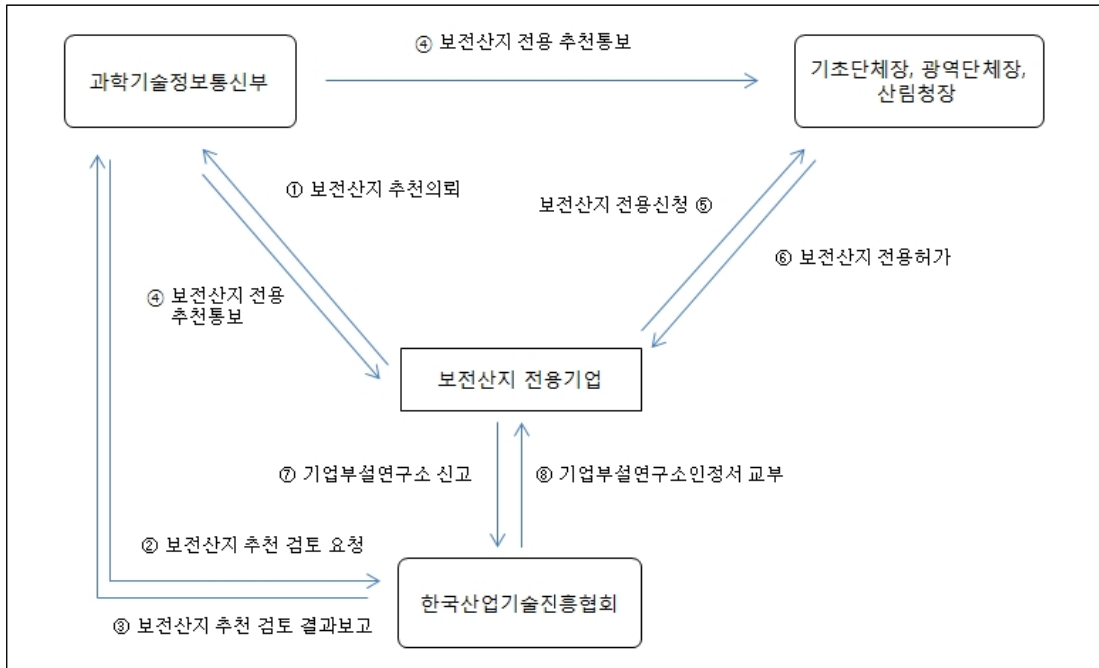 ④ 보전산지 전용 추천통보
과학기술정보통신부
기초단체장, 광역단체장,
산림청장
① 보전산지 추천의뢰
보전산지 전용신청 ⑤
⑥ 보전산지 전용허가
④ 보전산지 전용
추천통보
보전산지 전용기업
⑦ 기업부설연구소 신고
⑧ 기업부설연구소인정서 교부
② 보전산지 추천 검토 요청
한국산업기술진흥협회
③ 보전산지 추천 검토 결과보고